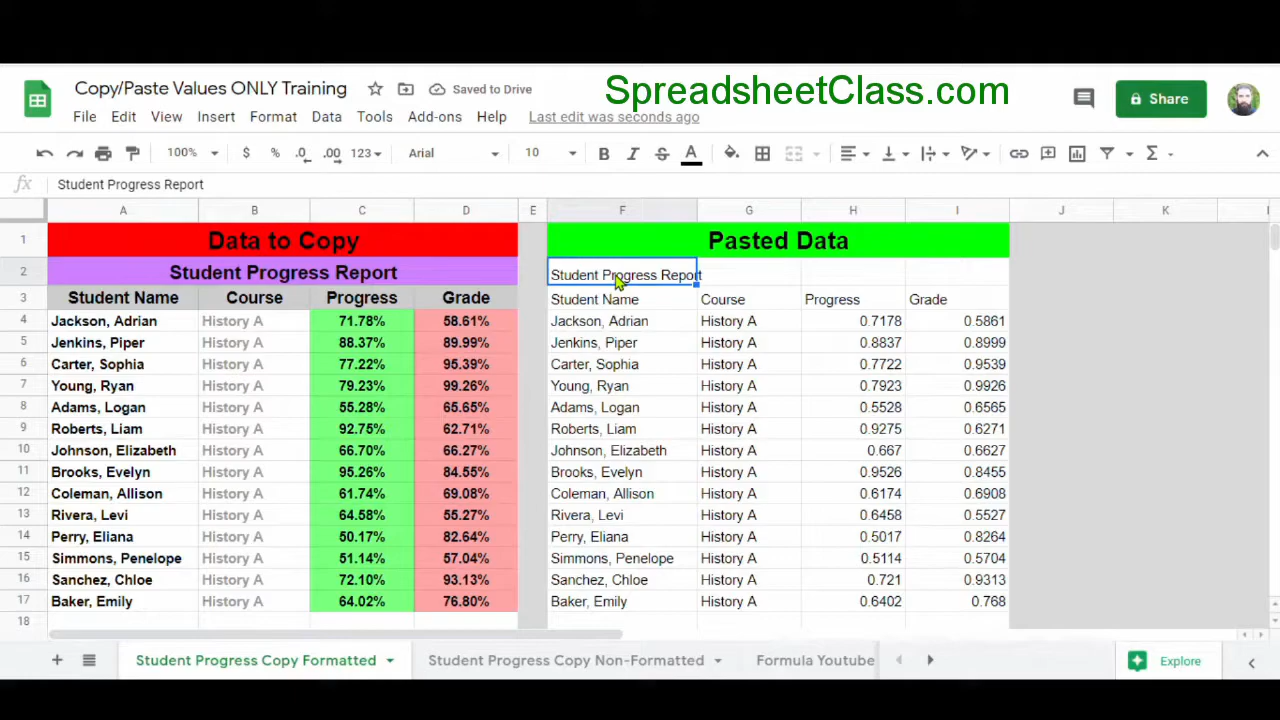 SpreadsheetClass.com
Copy/Paste Values ONLY Training Saved to Drive
Share
File Edit View Insert Format Data Tools Add-ons Help Last edit was seconds ago
100% $ % .0 .00 123 Arial 10 B I S A
fx Student Progress Report
A B C D E F G H I J K
1 Data to Copy Pasted Data
2 Student Progress Report Student Progress Report
3 Student Name Course Progress Grade Student Name Course Progress Grade
4 Jackson, Adrian History A 71.78% 58.61% Jackson, Adrian History A 0.7178 0.5861
5 Jenkins, Piper History A 88.37% 89.99% Jenkins, Piper History A 0.8837 0.8999
6 Carter, Sophia History A 77.22% 95.39% Carter, Sophia History A 0.7722 0.9539
7 Young, Ryan History A 79.23% 99.26% Young, Ryan History A 0.7923 0.9926
8 Adams, Logan History A 55.28% 65.65% Adams, Logan History A 0.5528 0.6565
9 Roberts, Liam History A 92.75% 62.71% Roberts, Liam History A 0.9275 0.6271
10 Johnson, Elizabeth History A 66.70% 66.27% Johnson, Elizabeth History A 0.667 0.6627
11 Brooks, Evelyn History A 95.26% 84.55% Brooks, Evelyn History A 0.9526 0.8455
12 Coleman, Allison History A 61.74% 69.08% Coleman, Allison History A 0.6174 0.6908
13 Rivera, Levi History A 64.58% 55.27% Rivera, Levi History A 0.6458 0.5527
14 Perry, Eliana History A 50.17% 82.64% Perry, Eliana History A 0.5017 0.8264
15 Simmons, Penelope History A 51.14% 57.04% Simmons, Penelope History A 0.5114 0.5704
16 Sanchez, Chloe History A 72.10% 93.13% Sanchez, Chloe History A 0.721 0.9313
17 Baker, Emily History A 64.02% 76.80% Baker, Emily History A 0.6402 0.768
18
Student Progress Copy Formatted Student Progress Copy Non-Formatted Formula Youtube Explore